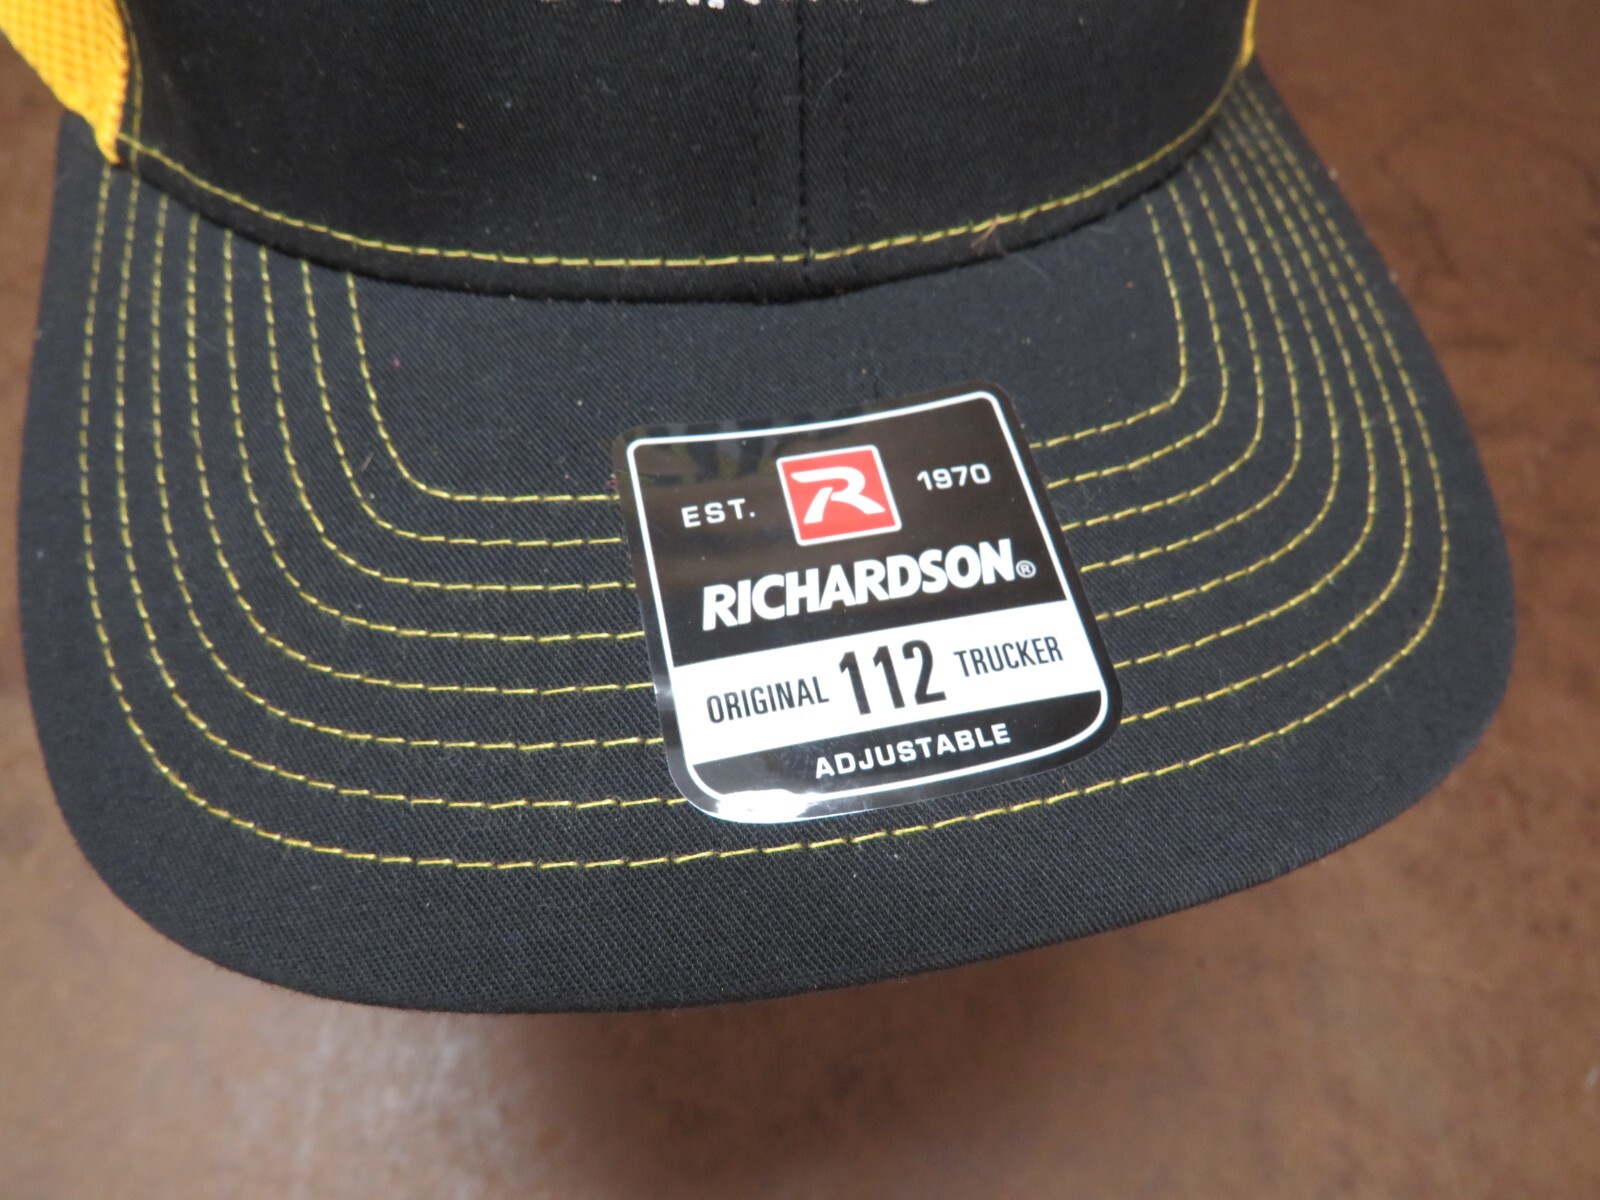 EST. R 1970
RICHARDSON®
ORIGINAL 112 TRUCKER
ADJUSTABLE